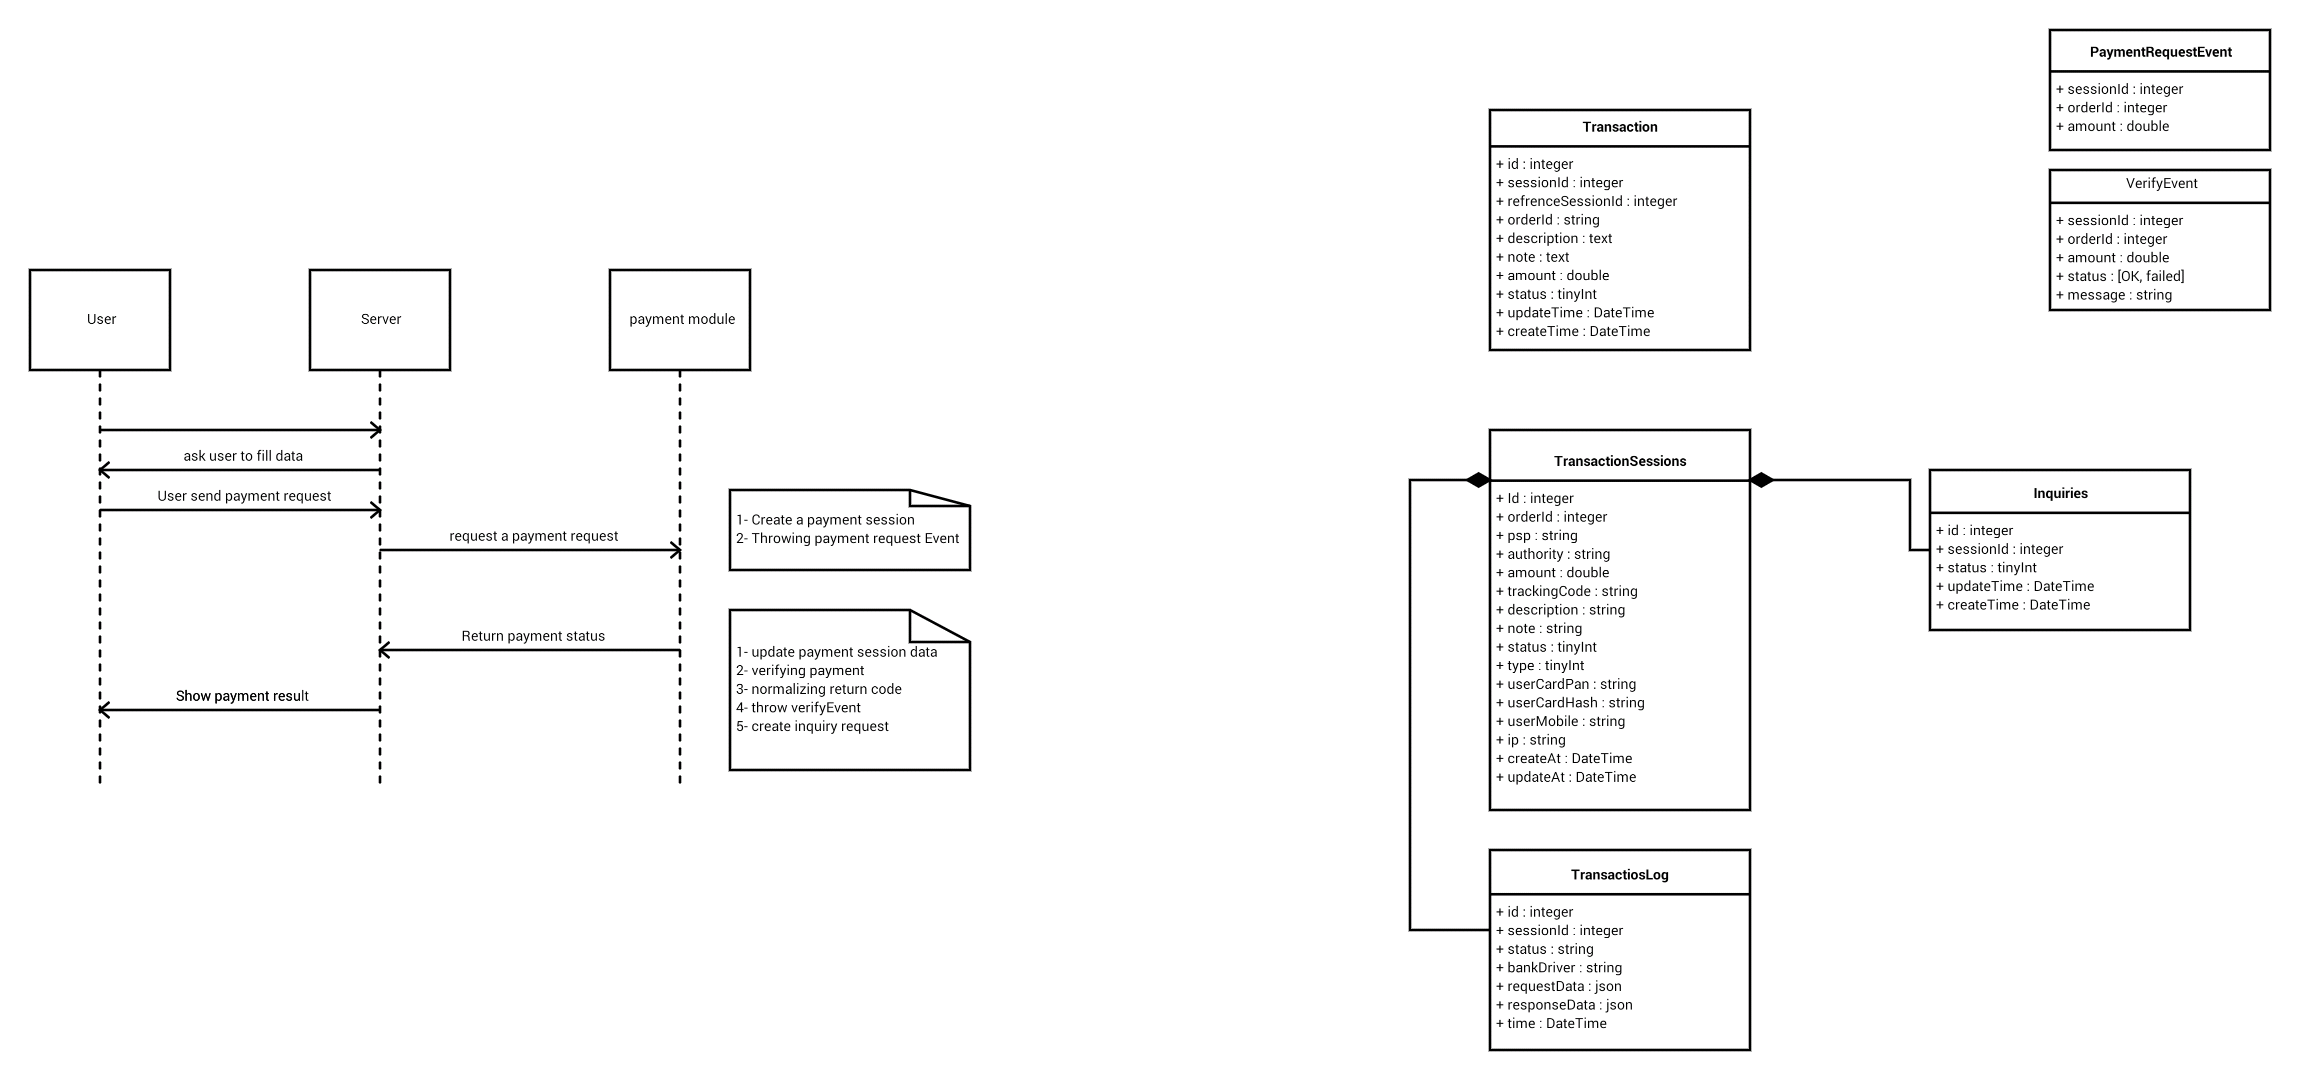 User
Server
payment module
ask user to fill data
User send payment request
request a payment request
1- Create a payment session
2- Throwing payment request Event
Return payment status
1- update payment session data
2- verifying payment
3- normalizing return code
4- throw verifyEvent
5- create inquiry request
Show payment result
Transaction
+ id : integer
+ sessionId : integer
+ refrenceSessionId : integer
+ orderId : string
+ description : text
+ note : text
+ amount : double
+ status : tinyInt
+ updateTime : DateTime
+ createTime : DateTime
PaymentRequestEvent
+ sessionId : integer
+ orderId : integer
+ amount : double
VerifyEvent
+ sessionId : integer
+ orderId : integer
+ amount : double
+ status : [OK, failed]
+ message : string
TransactionSessions
+ Id : integer
+ orderId : integer
+ psp : string
+ authority : string
+ amount : double
+ trackingCode : string
+ description : string
+ note : string
+ status : tinyInt
+ type : tinyInt
+ userCardPan : string
+ userCardHash : string
+ userMobile : string
+ ip : string
+ createAt : DateTime
+ updateAt : DateTime
Inquiries
+ id : integer
+ sessionId : integer
+ status : tinyInt
+ updateTime : DateTime
+ createTime : DateTime
TransactiosLog
+ id : integer
+ sessionId : integer
+ status : string
+ bankDriver : string
+ requestData : json
+ responseData : json
+ time : DateTime